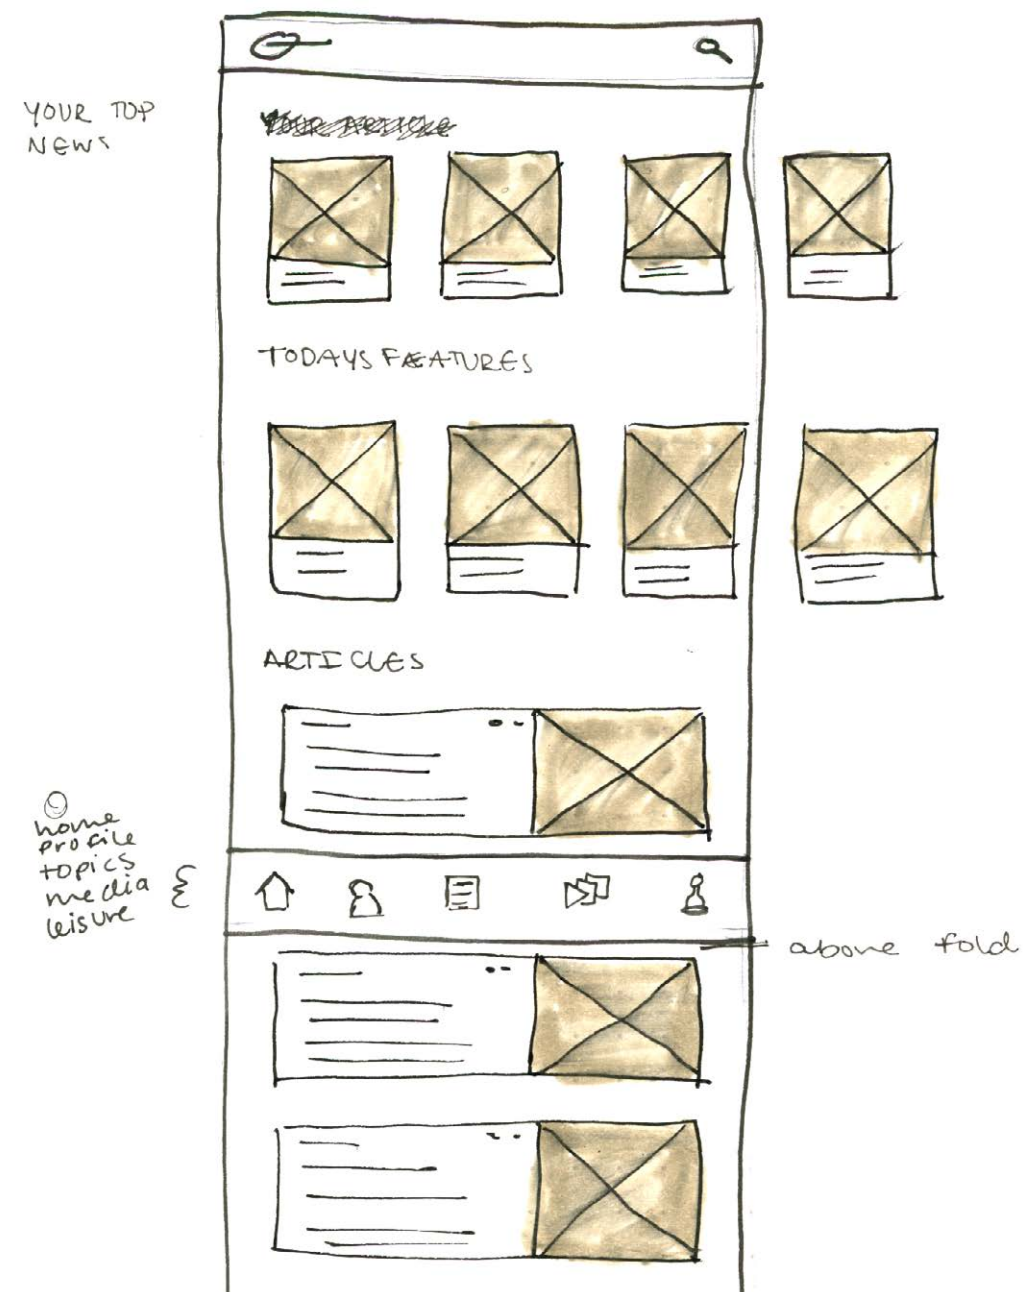 YOUR TOP
NEWS
TODAYS FEATURES
ARTICLES
home
profile
topics
media
leisure
above fold